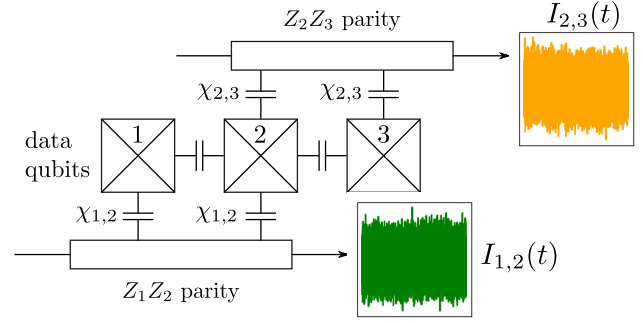 Z₂Z₃ parity
I₂,₃(t)
χ₂,₃
χ₂,₃
data
qubits
1
2
3
χ₁,₂
χ₁,₂
Z₁Z₂ parity
I₁,₂(t)